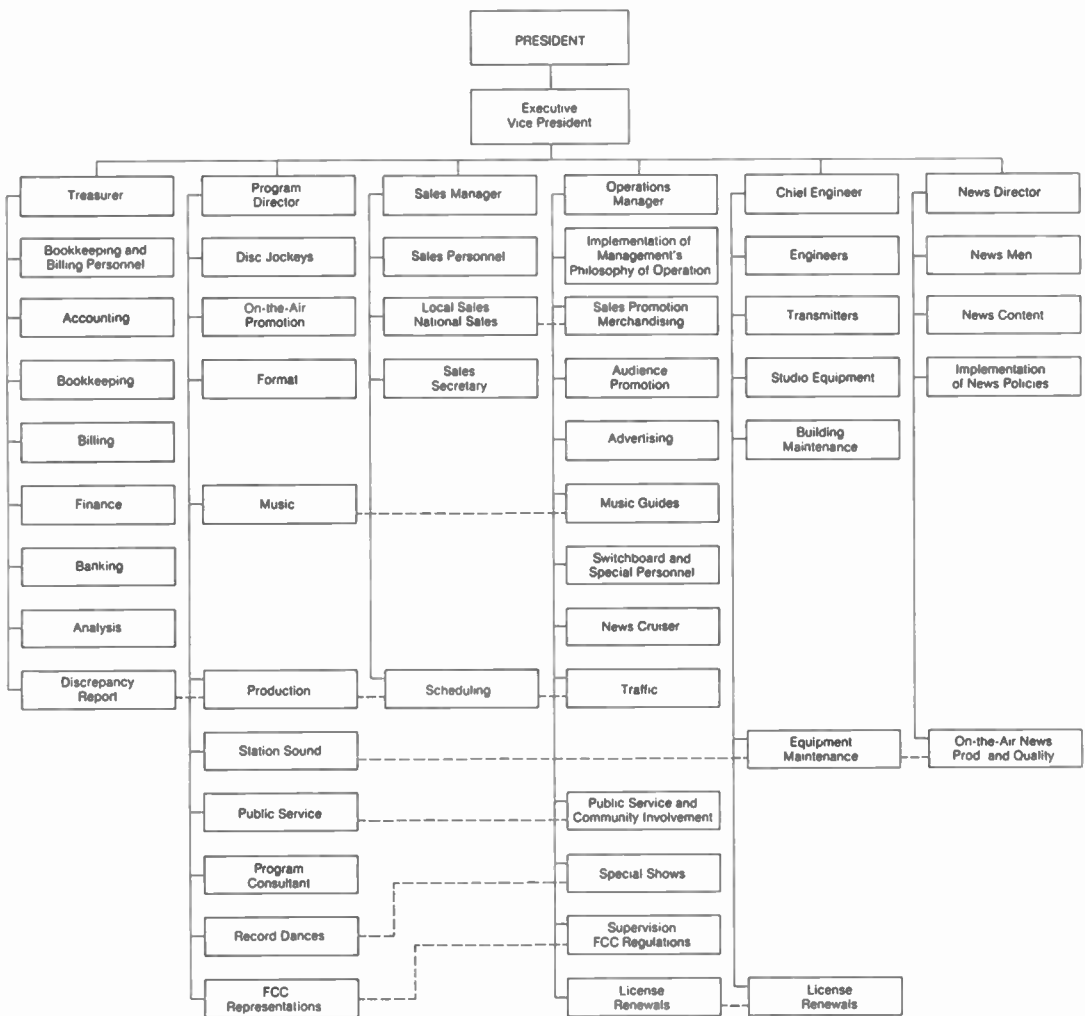 PRESIDENT
Executive
Vice President
Treasurer
Bookkeeping and
Billing Personnel
Accounting
Bookkeeping
Billing
Finance
Banking
Analysis
Discrepancy
Report
Program
Director
Disc Jockeys
On-the-Air
Promotion
Format
Music
Production
Station Sound
Public Service
Program
Consultant
Record Dances
FCC
Representations
Sales Manager
Sales Personnel
Local Sales
National Sales
Sales
Secretary
Scheduling
Operations
Manager
Implementation of
Management's
Philosophy of Operation
Sales Promotion
Merchandising
Audience
Promotion
Advertising
Music Guides
Switchboard and
Special Personnel
News Cruiser
Traffic
Public Service and
Community Involvement
Special Shows
Supervision
FCC Regulations
License
Renewals
Chief Engineer
Engineers
Transmitters
Studio Equipment
Building
Maintenance
Equipment
Maintenance
License
Renewals
News Director
News Men
News Content
Implementation
of News Policies
On-the-Air News
Prod and Quality